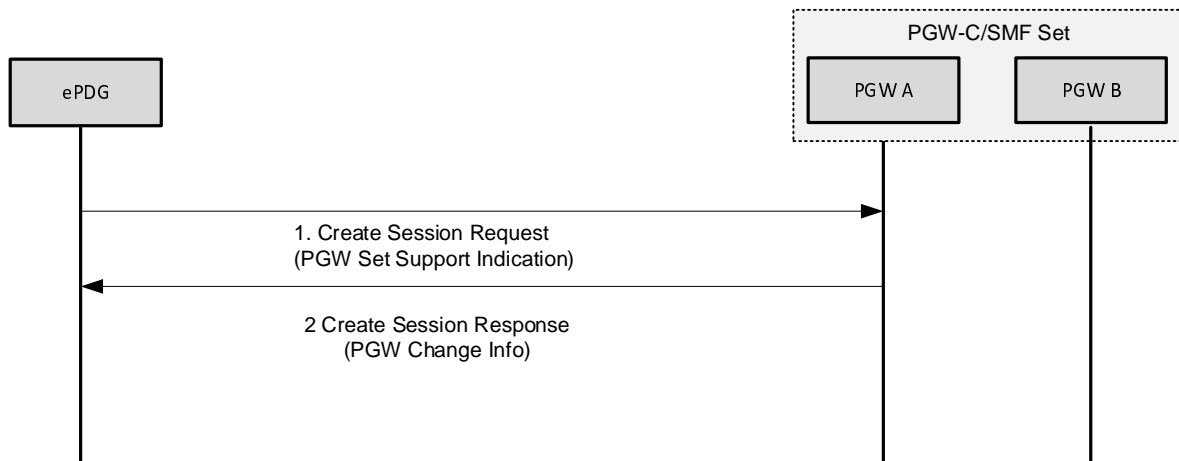 PGW-C/SMF Set
ePDG
PGW A
PGW B
1. Create Session Request
(PGW Set Support Indication)
2 Create Session Response
(PGW Change Info)